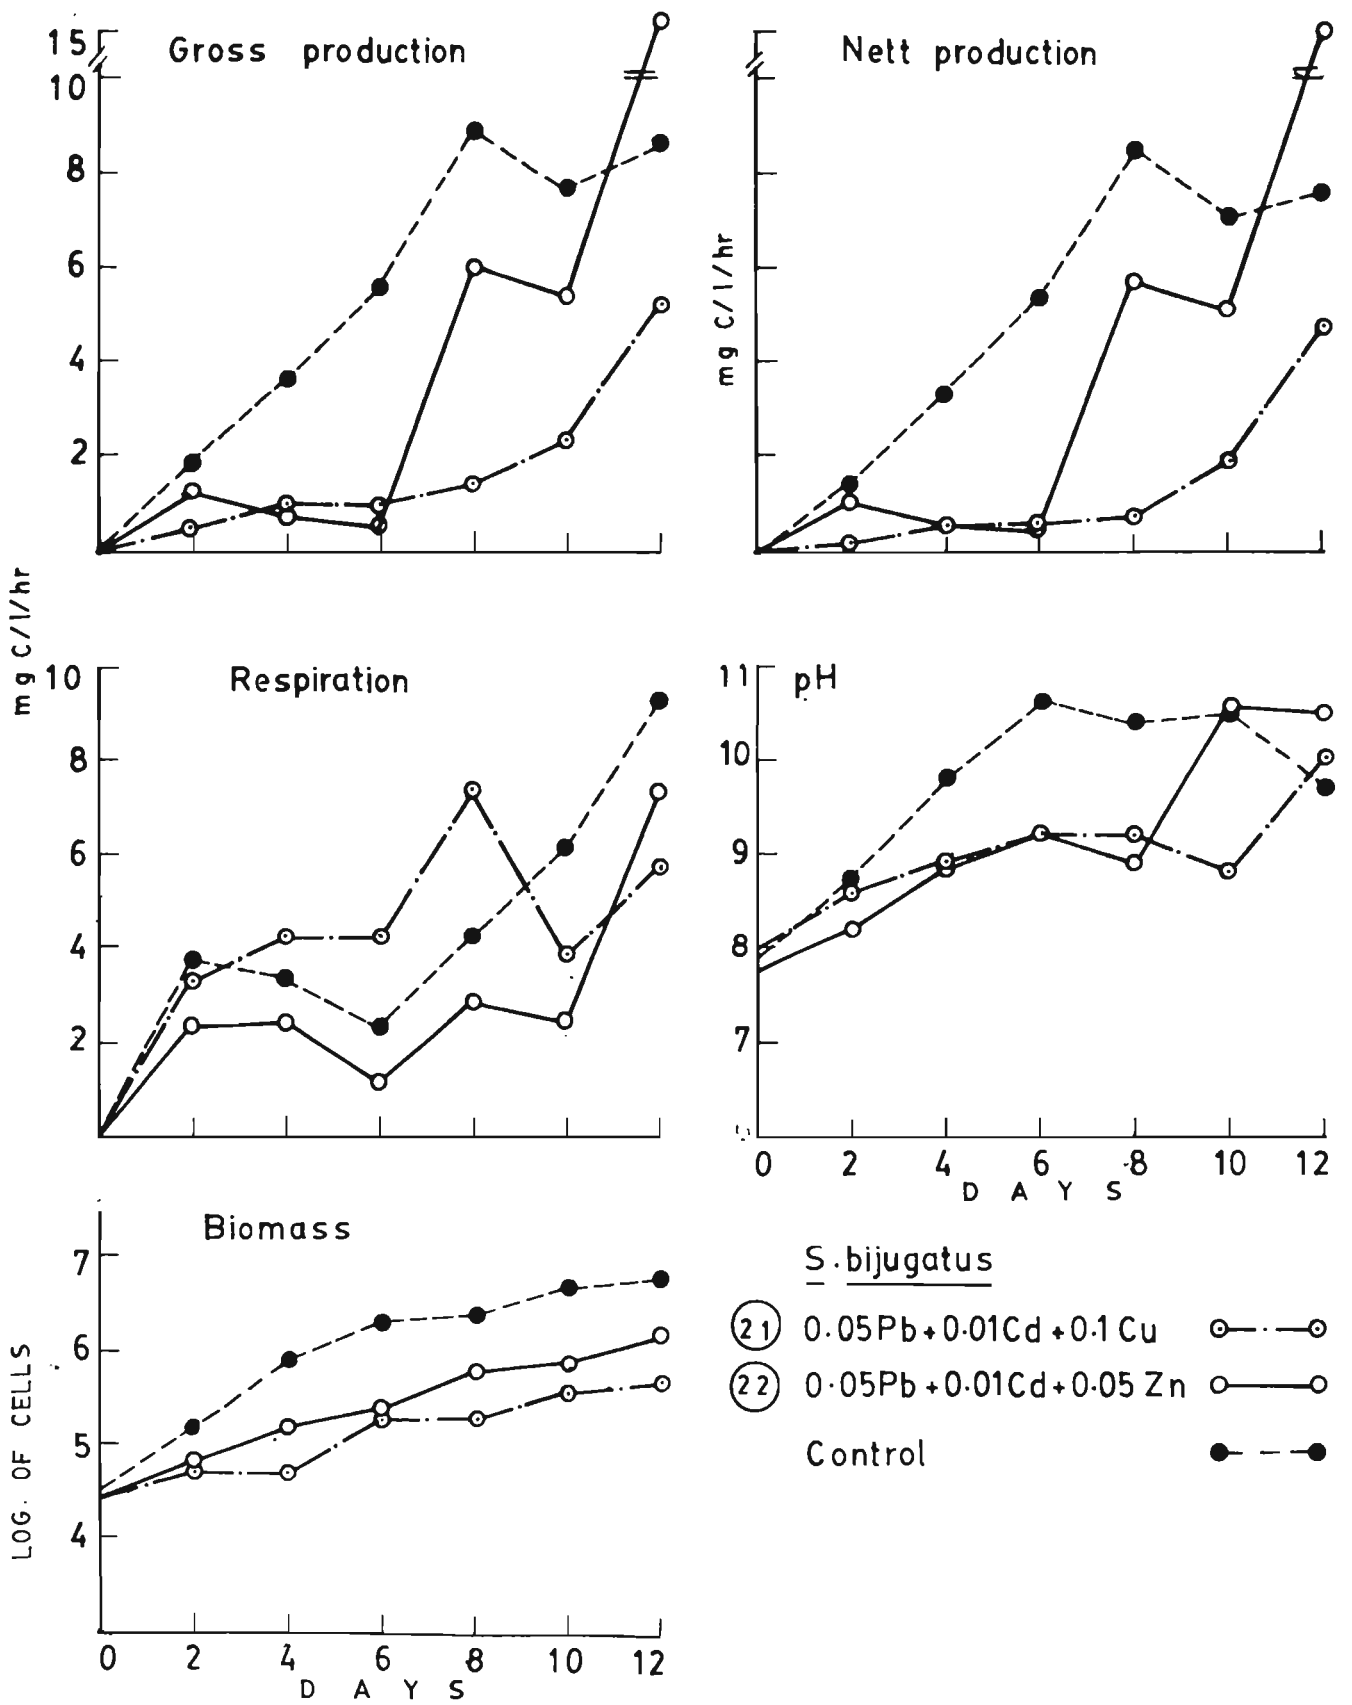 Gross production
15
10
8
6
4
2
mg C/l/hr
Nett production
mg C/l/hr
Respiration
10
8
6
4
2
pH
11
10
9
8
7
0 2 4 6 8 10 12
DAYS
Biomass
7
6
5
4
LOG. OF CELLS
0 2 4 6 8 10 12
DAYS
S. bijugatus
21 0.05Pb+0.01Cd+0.1Cu
22 0.05Pb+0.01Cd+0.05Zn
Control